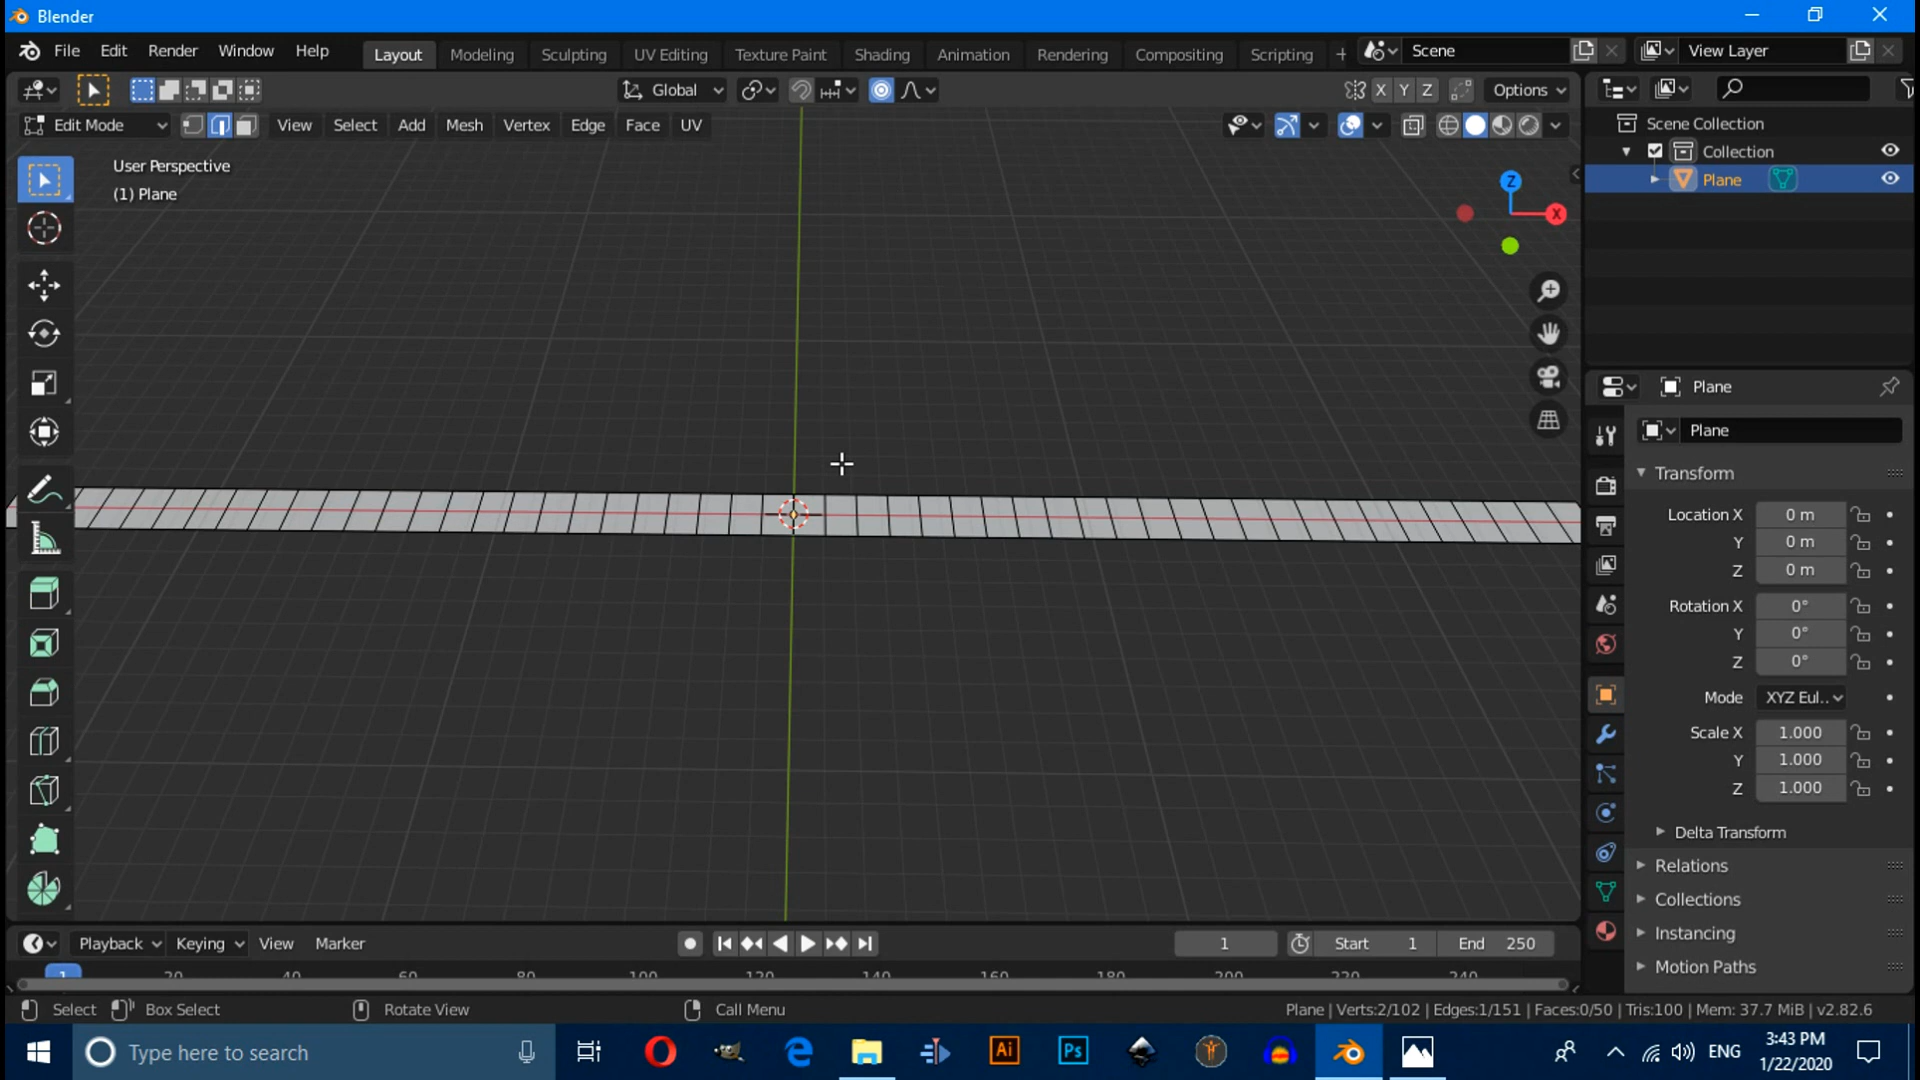 Blender
File Edit Render Window Help Layout Modeling Sculpting UV Editing Texture Paint Shading Animation Rendering Compositing Scripting + Scene View Layer
Global X Y Z Options
Edit Mode View Select Add Mesh Vertex Edge Face UV
Scene Collection
Collection
Plane
User Perspective
(1) Plane
Z
X
Plane
Plane
Transform
Location X 0 m
Y 0 m
Z 0 m
Rotation X 0°
Y 0°
Z 0°
Mode XYZ Eul..
Scale X 1.000
Y 1.000
Z 1.000
Delta Transform
Relations
Collections
Instancing
Motion Paths
Playback Keying View Marker 1 Start 1 End 250
1 20 40 60 80 100 120 140 160 180 200 220 240
Select Box Select Rotate View Call Menu Plane | Verts:2/102 | Edges:1/151 | Faces:0/50 | Tris:100 | Mem: 37.7 MiB | v2.82.6
Type here to search Ai Ps ENG 3:43 PM
1/22/2020